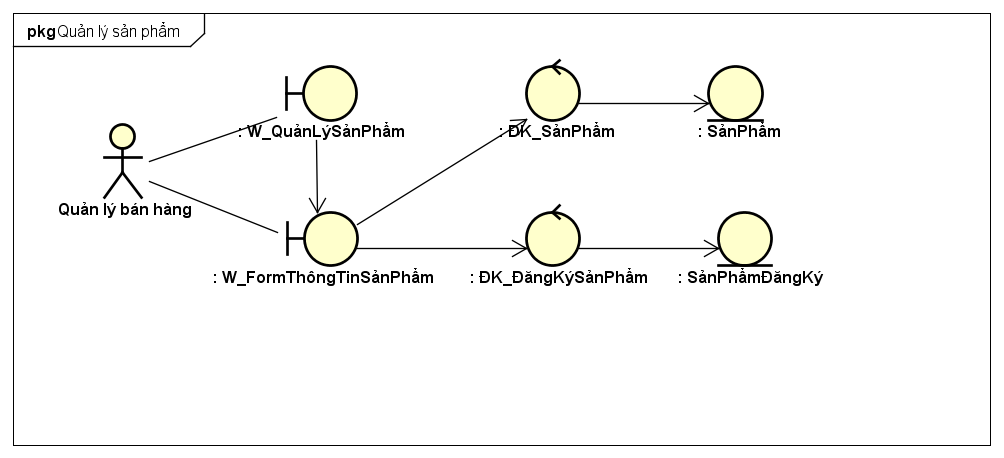 pkg Quản lý sản phẩm
: W_QuảnLýSảnPhẩm
: ĐK_SảnPhẩm
: SảnPhẩm
Quản lý bán hàng
: W_FormThôngTinSảnPhẩm
: ĐK_ĐăngKýSảnPhẩm
: SảnPhẩmĐăngKý